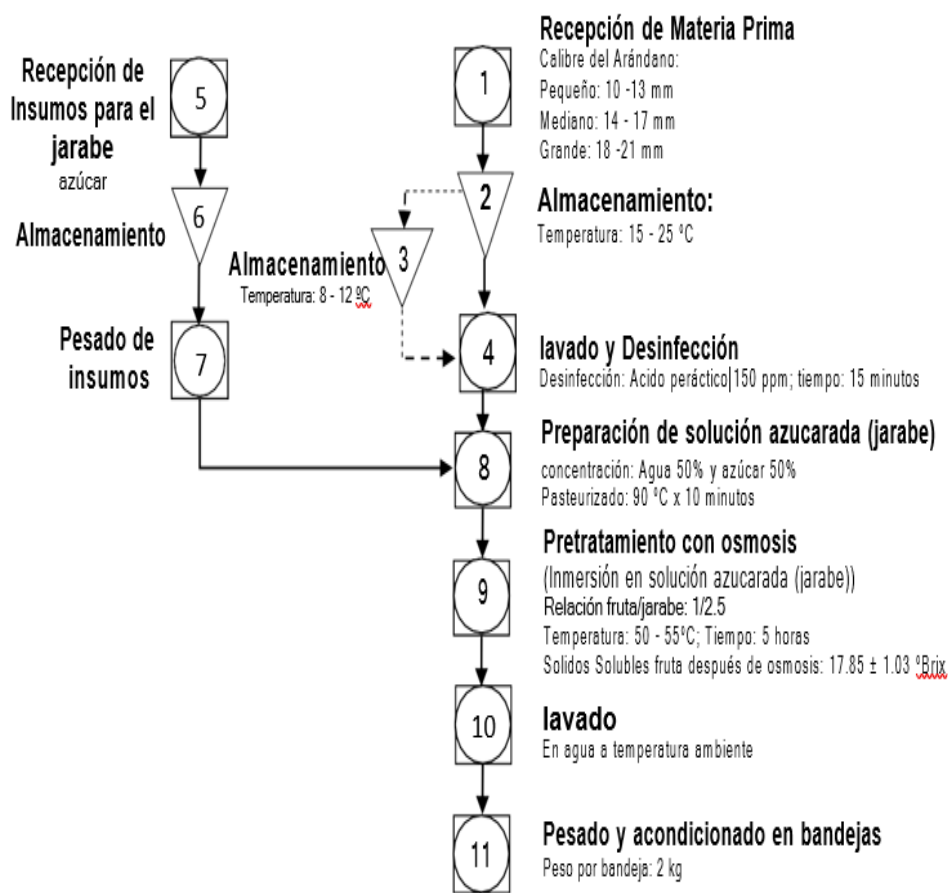 Recepción de Materia Prima
Calibre del Arándano:
Pequeño: 10 -13 mm
Mediano: 14 - 17 mm
Grande: 18 -21 mm
1
Recepción de
Insumos para el
jarabe
azúcar
5
2
Almacenamiento:
Temperatura: 15 - 25 ºC
6
Almacenamiento
3
Almacenamiento
Temperatura: 8 - 12 ºC
4
lavado y Desinfección
Desinfección: Acido peráctico 150 ppm; tiempo: 15 minutos
Pesado de
insumos
7
8
Preparación de solución azucarada (jarabe)
concentración: Agua 50% y azúcar 50%
Pasteurizado: 90 ºC x 10 minutos
9
Pretratamiento con osmosis
(Inmersión en solución azucarada (jarabe))
Relación fruta/jarabe: 1/2.5
Temperatura: 50 - 55ºC; Tiempo: 5 horas
Solidos Solubles fruta después de osmosis: 17.85 ± 1.03 ºBrix
10
lavado
En agua a temperatura ambiente
11
Pesado y acondicionado en bandejas
Peso por bandeja: 2 kg